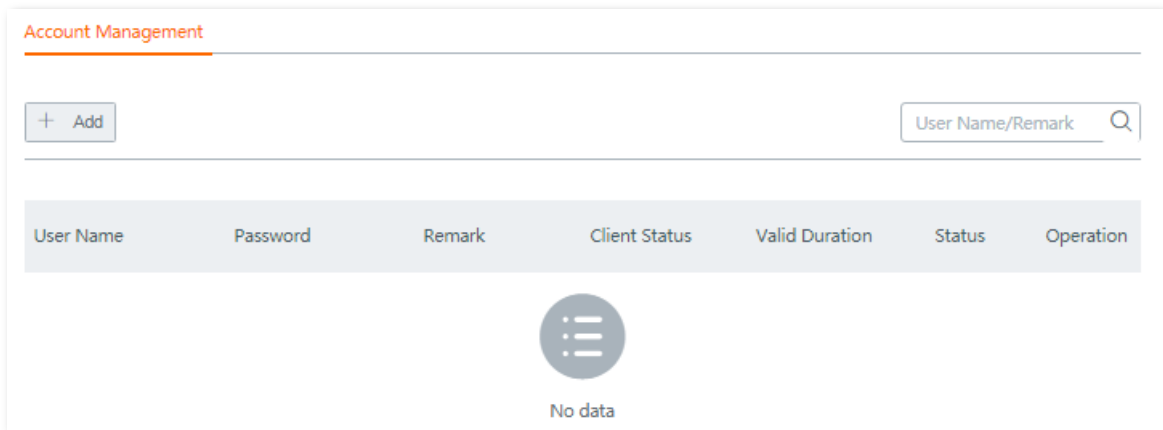 Account Management
+ Add
User Name/Remark
User Name Password Remark Client Status Valid Duration Status Operation
No data